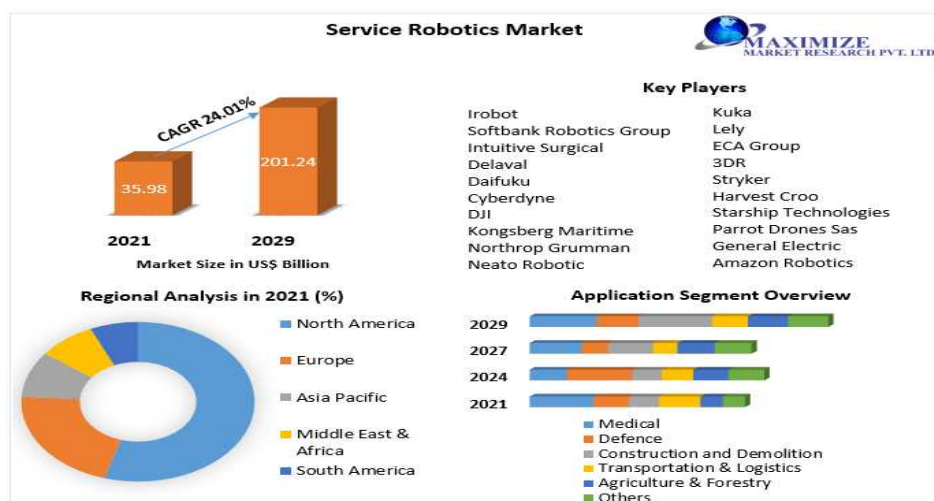 Service Robotics Market
MAXIMIZE
MARKET RESEARCH PVT. LTD
CAGR 24.01%
35.98
201.24
2021
2029
Market Size in US$ Billion
Key Players
Irobot
Softbank Robotics Group
Intuitive Surgical
Delaval
Daifuku
Cyberdyne
DJI
Kongsberg Maritime
Northrop Grumman
Neato Robotic
Kuka
Lely
ECA Group
3DR
Stryker
Harvest Croo
Starship Technologies
Parrot Drones Sas
General Electric
Amazon Robotics
Regional Analysis in 2021 (%)
North America
Europe
Asia Pacific
Middle East &
Africa
South America
Application Segment Overview
2029
2027
2024
2021
Medical
Defence
Construction and Demolition
Transportation & Logistics
Agriculture & Forestry
Others